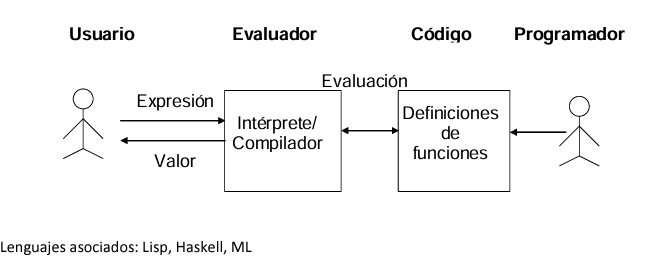 Usuario Evaluador Código Programador
Evaluación
Expresión
Intérprete/
Compilador
Definiciones
de
funciones
Valor
Lenguajes asociados: Lisp, Haskell, ML